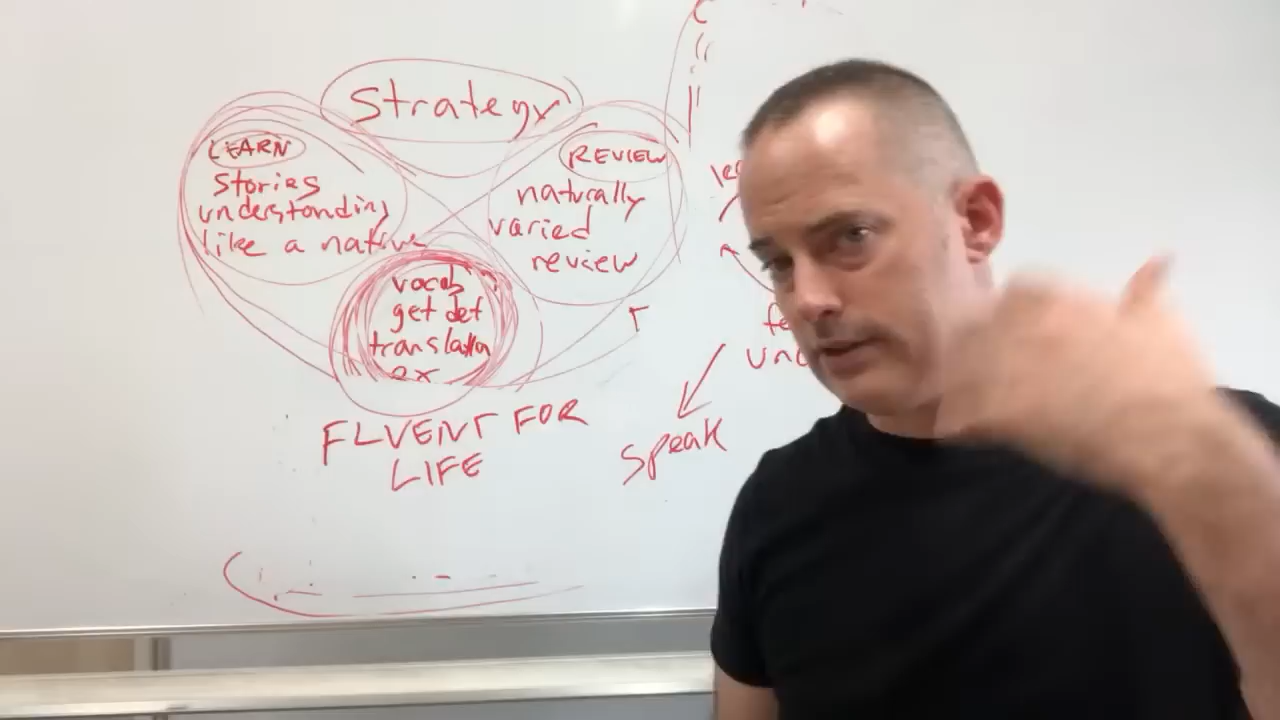 Strategy
LEARN
stories
understanding
like a native
REVIEW
naturally
varied
review
vocab
get def
translation
ex
FLUENT FOR
LIFE
speak